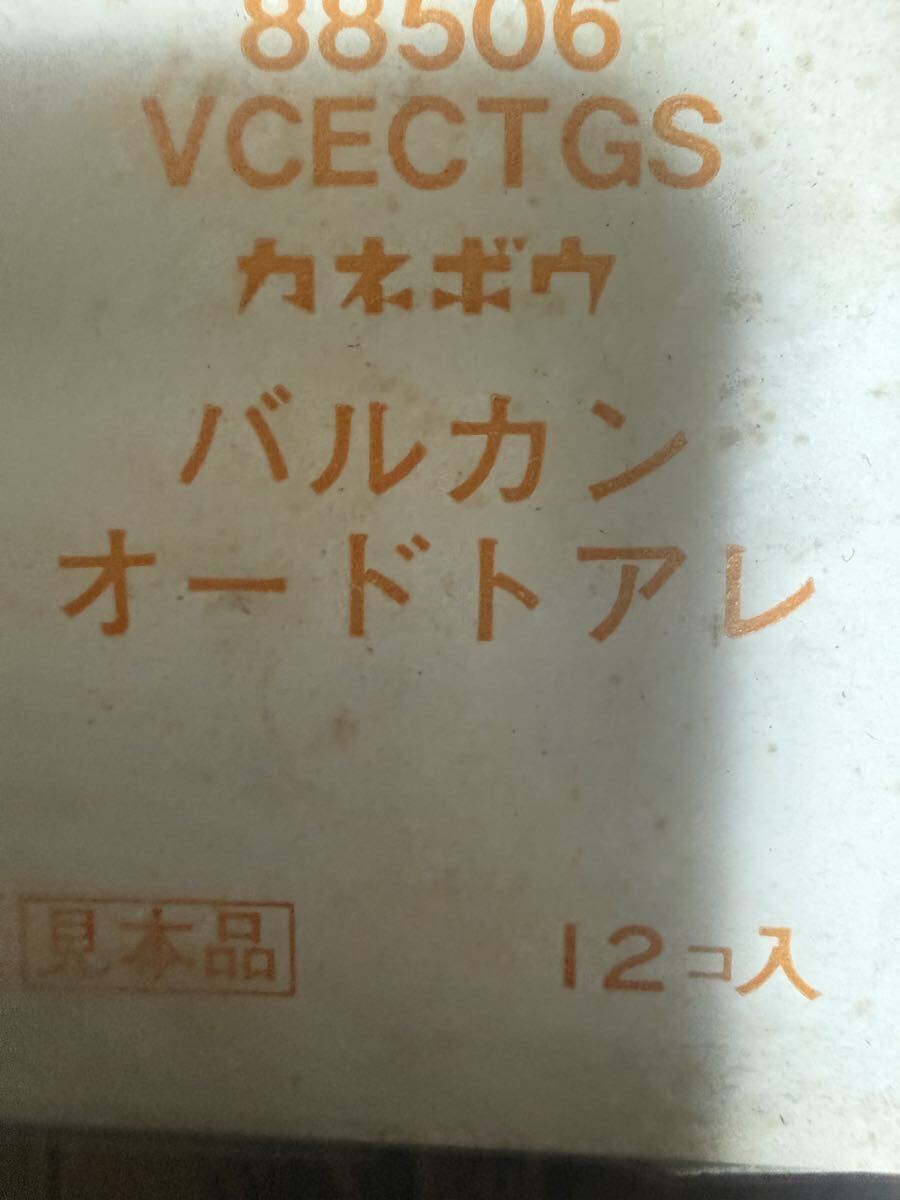 88506
VCECTGS
カネボウ
バルカン
オードトアレ
見本品 12コ入